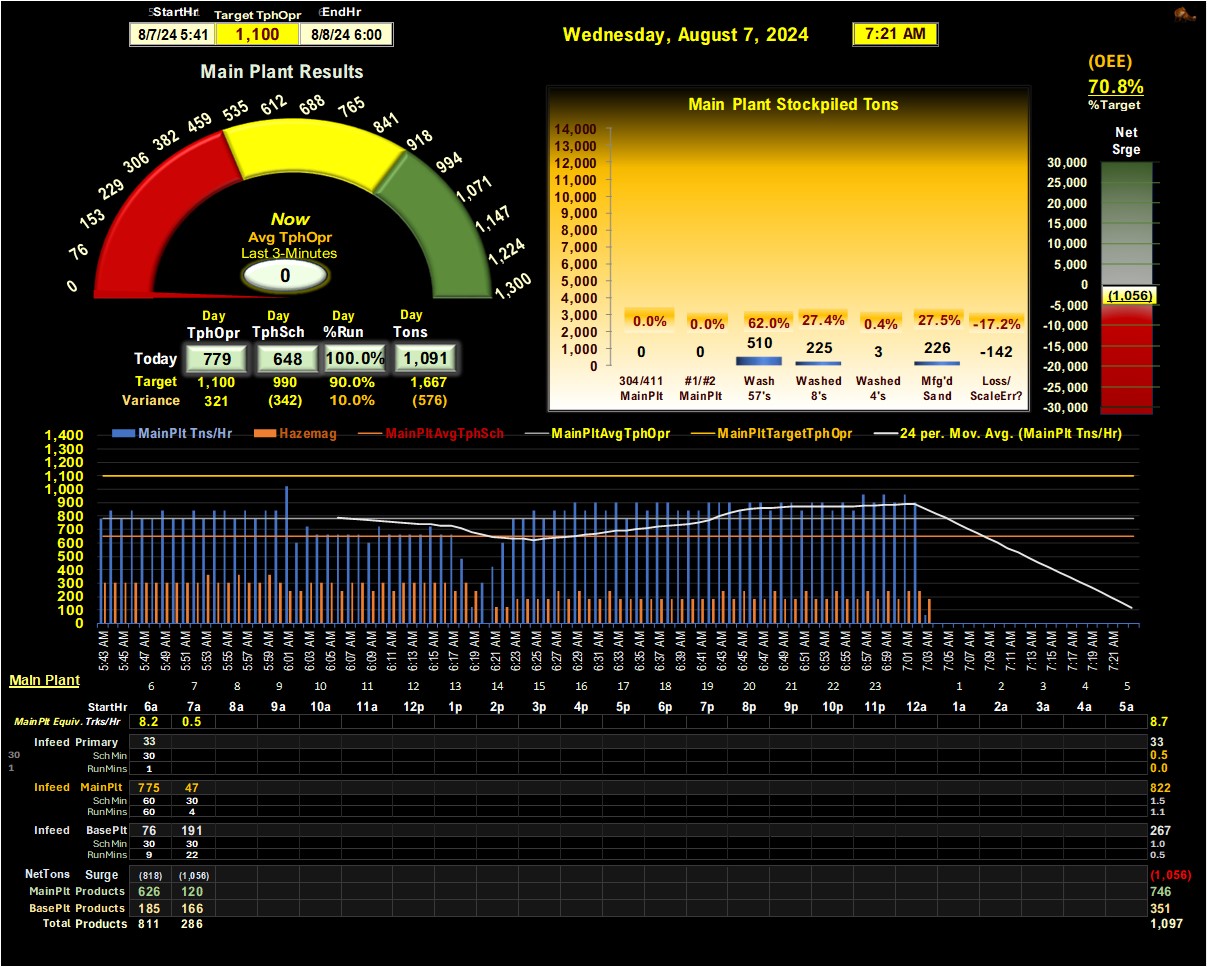 StartHr Target TphOpr EndHr
8/7/24 5:41 1,100 8/8/24 6:00
Wednesday, August 7, 2024 7:21 AM
(OEE)
70.8%
%Target
Main Plant Results
0 76 153 229 306 382 459 535 612 688 765 841 918 994 1,071 1,147 1,224 1,300
Now
Avg TphOpr
Last 3-Minutes
0
Day Day Day Day
TphOpr TphSch %Run Tons
Today 779 648 100.0% 1,091
Target 1,100 990 90.0% 1,667
Variance 321 (342) 10.0% (576)
Main Plant Stockpiled Tons
14,000
13,000
12,000
11,000
10,000
9,000
8,000
7,000
6,000
5,000
4,000
3,000
2,000
1,000
0
0.0% 0.0% 62.0% 27.4% 0.4% 27.5% -17.2%
0 0 510 225 3 226 -142
304/411 #1/#2 Wash Washed Washed Mfg'd Loss/
MainPlt MainPlt 57's 8's 4's Sand ScaleErr?
Net
Srge
30,000
25,000
20,000
15,000
10,000
5,000
0
(1,056)
-5,000
-10,000
-15,000
-20,000
-25,000
-30,000
MainPlt Tns/Hr Hazemag MainPltAvgTphSch MainPltAvgTphOpr MainPltTargetTphOpr 24 per. Mov. Avg. (MainPlt Tns/Hr)
1,400
1,300
1,200
1,100
1,000
900
800
700
600
500
400
300
200
100
0
5:43 AM 5:45 AM 5:47 AM 5:49 AM 5:51 AM 5:53 AM 5:55 AM 5:57 AM 5:59 AM 6:01 AM 6:03 AM 6:05 AM 6:07 AM 6:09 AM 6:11 AM 6:13 AM 6:15 AM 6:17 AM 6:19 AM 6:21 AM 6:23 AM 6:25 AM 6:27 AM 6:29 AM 6:31 AM 6:33 AM 6:35 AM 6:37 AM 6:39 AM 6:41 AM 6:43 AM 6:45 AM 6:47 AM 6:49 AM 6:51 AM 6:53 AM 6:55 AM 6:57 AM 6:59 AM 7:01 AM 7:03 AM 7:05 AM 7:07 AM 7:09 AM 7:11 AM 7:13 AM 7:15 AM 7:17 AM 7:19 AM 7:21 AM
Main Plant
6 7 8 9 10 11 12 13 14 15 16 17 18 19 20 21 22 23 1 2 3 4 5
StartHr 6a 7a 8a 9a 10a 11a 12p 1p 2p 3p 4p 5p 6p 7p 8p 9p 10p 11p 12a 1a 2a 3a 4a 5a
MainPlt Equiv. Trks/Hr 8.2 0.5 8.7
Infeed Primary 33 33
30 SchMin 30 0.5
1 RunMins 1 0.0
Infeed MainPlt 775 47 822
SchMin 60 30 1.5
RunMins 60 4 1.1
Infeed BasePlt 76 191 267
SchMin 30 30 1.0
RunMins 9 22 0.5
NetTons Surge (818) (1,056) (1,056)
MainPlt Products 626 120 746
BasePlt Products 185 166 351
Total Products 811 286 1,097